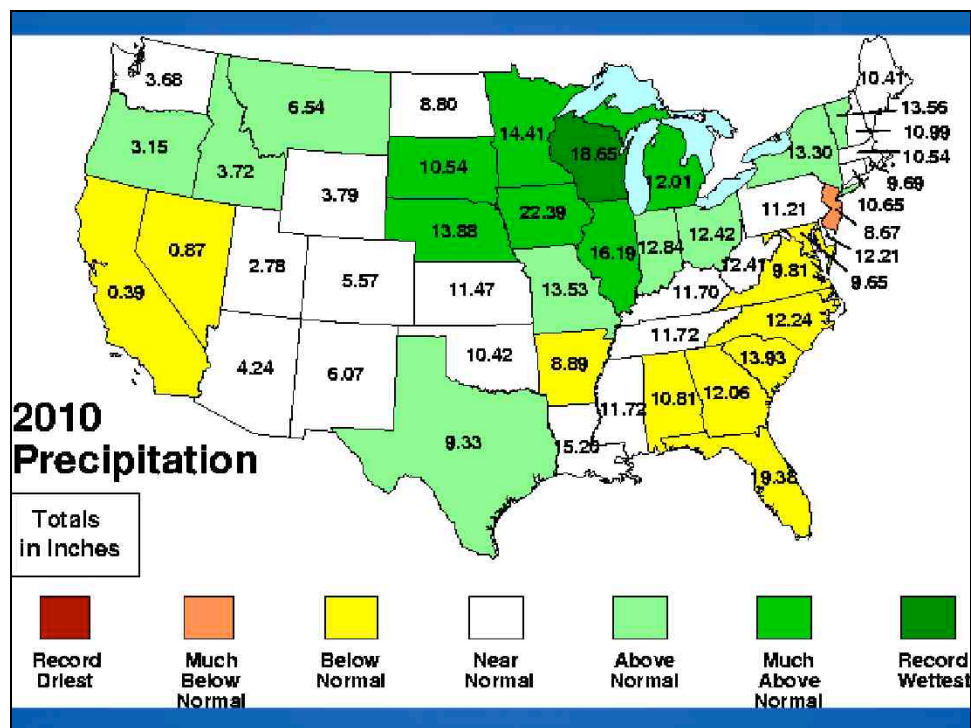 3.68
6.54
8.80
14.41
18.65
10.41
13.56
10.99
10.54
9.69
10.65
8.67
12.21
9.65
3.15
3.72
3.79
10.54
12.01
13.30
11.21
0.87
2.78
5.57
13.88
22.39
16.19
12.84
12.42
12.41
9.81
0.39
11.47
13.53
11.70
12.24
4.24
6.07
10.42
8.89
11.72
13.93
11.72
10.81
12.06
9.33
19.38
2010
Precipitation
Totals
in Inches
Record
Driest
Much
Below
Normal
Below
Normal
Near
Normal
Above
Normal
Much
Above
Normal
Record
Wettest